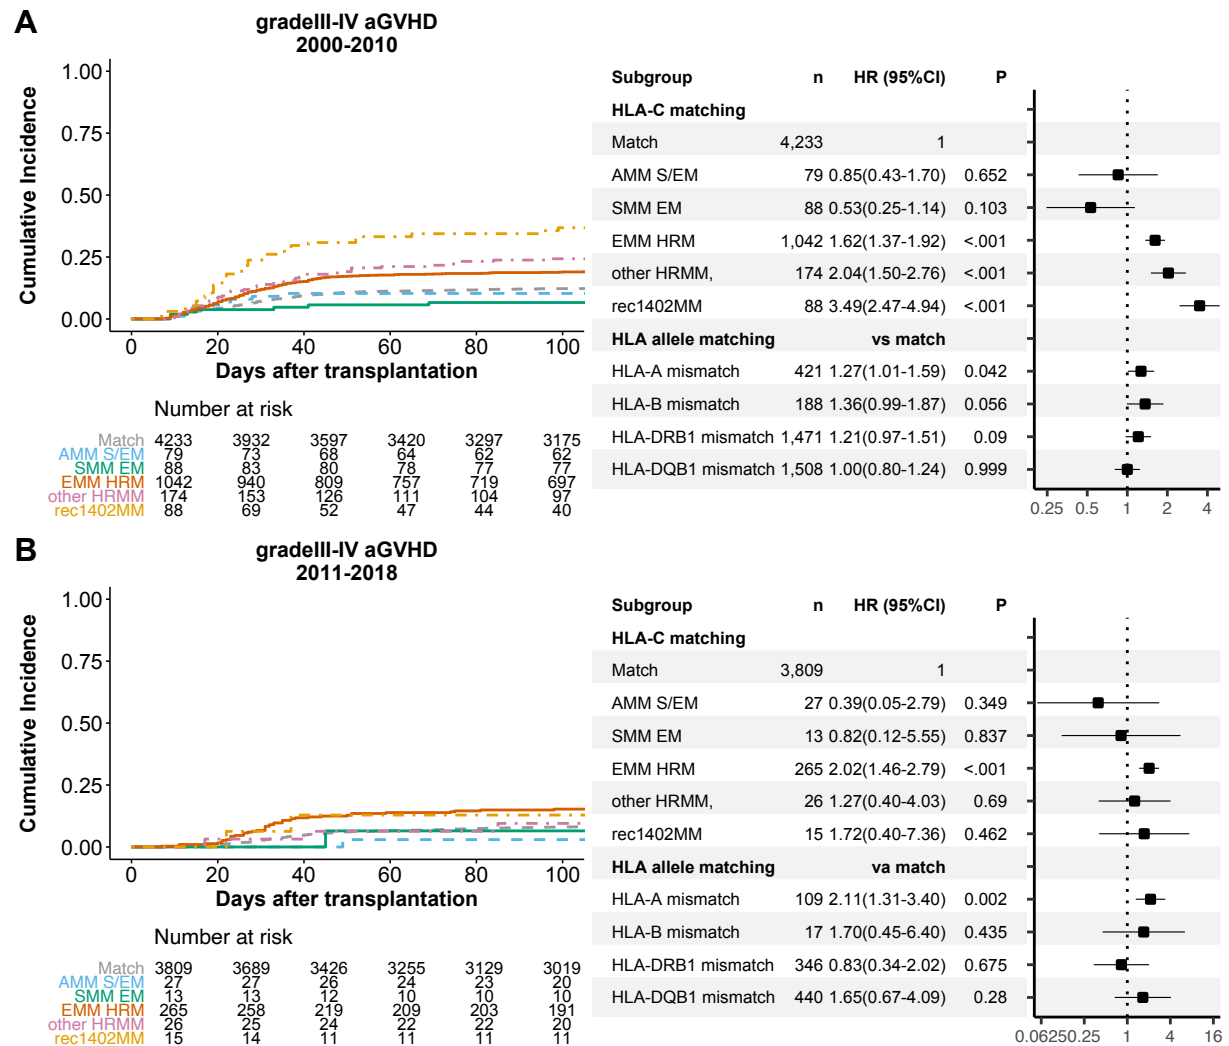 A
gradeIII-IV aGVHD
2000-2010
Cumulative Incidence
1.00
0.75
0.50
0.25
0.00
0 20 40 60 80 100
Days after transplantation
Number at risk
Match 4233 3932 3597 3420 3297 3175
AMM S/EM 79 73 68 64 62 62
SMM EM 88 83 80 78 77 77
EMM HRM 1042 940 809 757 719 697
other HRMM 174 153 126 111 104 97
rec1402MM 88 69 52 47 44 40
Subgroup n HR (95%CI) P
HLA-C matching
Match 4,233 1
AMM S/EM 79 0.85(0.43-1.70) 0.652
SMM EM 88 0.53(0.25-1.14) 0.103
EMM HRM 1,042 1.62(1.37-1.92) <.001
other HRMM, 174 2.04(1.50-2.76) <.001
rec1402MM 88 3.49(2.47-4.94) <.001
HLA allele matching vs match
HLA-A mismatch 421 1.27(1.01-1.59) 0.042
HLA-B mismatch 188 1.36(0.99-1.87) 0.056
HLA-DRB1 mismatch 1,471 1.21(0.97-1.51) 0.09
HLA-DQB1 mismatch 1,508 1.00(0.80-1.24) 0.999
0.25 0.5 1 2 4
B
gradeIII-IV aGVHD
2011-2018
Cumulative Incidence
1.00
0.75
0.50
0.25
0.00
0 20 40 60 80 100
Days after transplantation
Number at risk
Match 3809 3689 3426 3255 3129 3019
AMM S/EM 27 27 26 24 23 20
SMM EM 13 13 12 10 10 10
EMM HRM 265 258 219 209 203 191
other HRMM 26 25 24 22 22 20
rec1402MM 15 14 11 11 11 11
Subgroup n HR (95%CI) P
HLA-C matching
Match 3,809 1
AMM S/EM 27 0.39(0.05-2.79) 0.349
SMM EM 13 0.82(0.12-5.55) 0.837
EMM HRM 265 2.02(1.46-2.79) <.001
other HRMM, 26 1.27(0.40-4.03) 0.69
rec1402MM 15 1.72(0.40-7.36) 0.462
HLA allele matching va match
HLA-A mismatch 109 2.11(1.31-3.40) 0.002
HLA-B mismatch 17 1.70(0.45-6.40) 0.435
HLA-DRB1 mismatch 346 0.83(0.34-2.02) 0.675
HLA-DQB1 mismatch 440 1.65(0.67-4.09) 0.28
0.0625 0.25 1 4 16